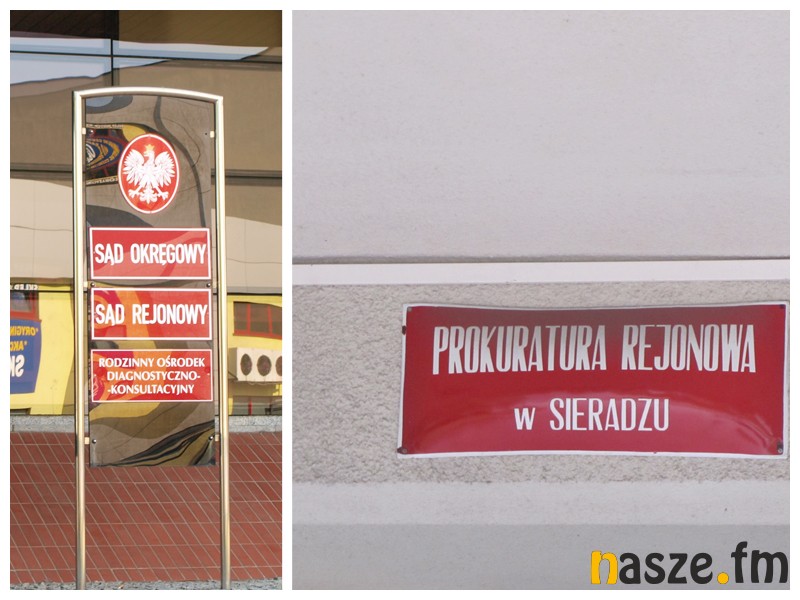 SĄD OKRĘGOWY
SĄD REJONOWY
RODZINNY OŚRODEK
DIAGNOSTYCZNO-
-KONSULTACYJNY
PROKURATURA REJONOWA
w SIERADZU
nasze.fm